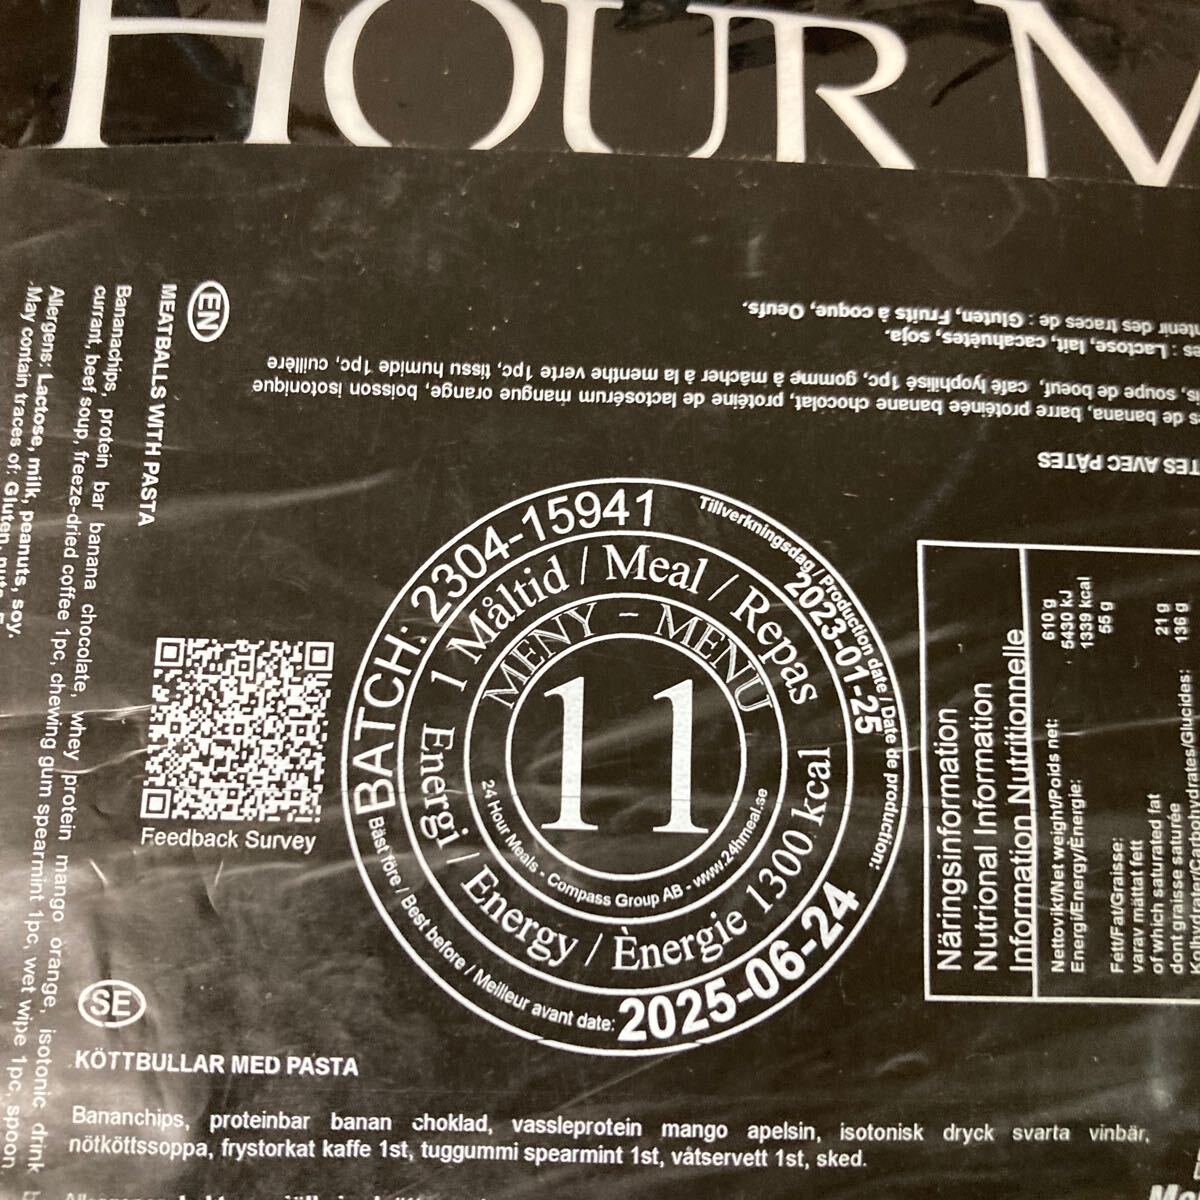 HOUR M
EN
MEATBALLS WITH PASTA
Bananachips, protein bar banana chocolate, whey protein mango orange, isotonic drink
currant, beef soup, freeze-dried coffee 1pc, chewing gum spearmint 1pc, wet wipe 1pc, spoon
Allergens: Lactose, milk, peanuts, soy.
May contain traces of: Gluten, nuts,
TES AVEC PÂTES
s de banana, barre protéinée banane chocolat, protéine de lactosérum mangue orange, boisson isotonique
is, soupe de boeuf, café lyophilisé 1pc, gomme à mâcher à la menthe verte 1pc, tissu humide 1pc, cuillère
es : Lactose, lait, cacahuètes, soja.
ntenir des traces de : Gluten, Fruits à coque, Oeufs.
BATCH: 2304-15941
Tillverkningsdag / Production date / Date de production:
2023-01-25
1 Måltid / Meal / Repas
MENY – MENU
11
24 Hour Meals - Compass Group AB - www.24hmeal.se
Energi / Energy / Ènergie 1300 kcal
Bäst före / Best before / Meilleur avant date:
2025-06-24
Feedback Survey
Näringsinformation
Nutrional Information
Information Nutritionnelle
Nettovikt/Net weight/Poids net: 610 g
Energi/Energy/Énergie: 5430 kJ
1339 kcal
Fett/Fat/Graisse: 55 g
varav mättat fett
of which saturated fat
dont graisse saturée 21 g
drates/Glucides: 136 g
SE
KÖTTBULLAR MED PASTA
Bananchips, proteinbar banan choklad, vassleprotein mango apelsin, isotonisk dryck svarta vinbär,
nötköttssoppa, frystorkat kaffe 1st, tuggummi spearmint 1st, våtservett 1st, sked.